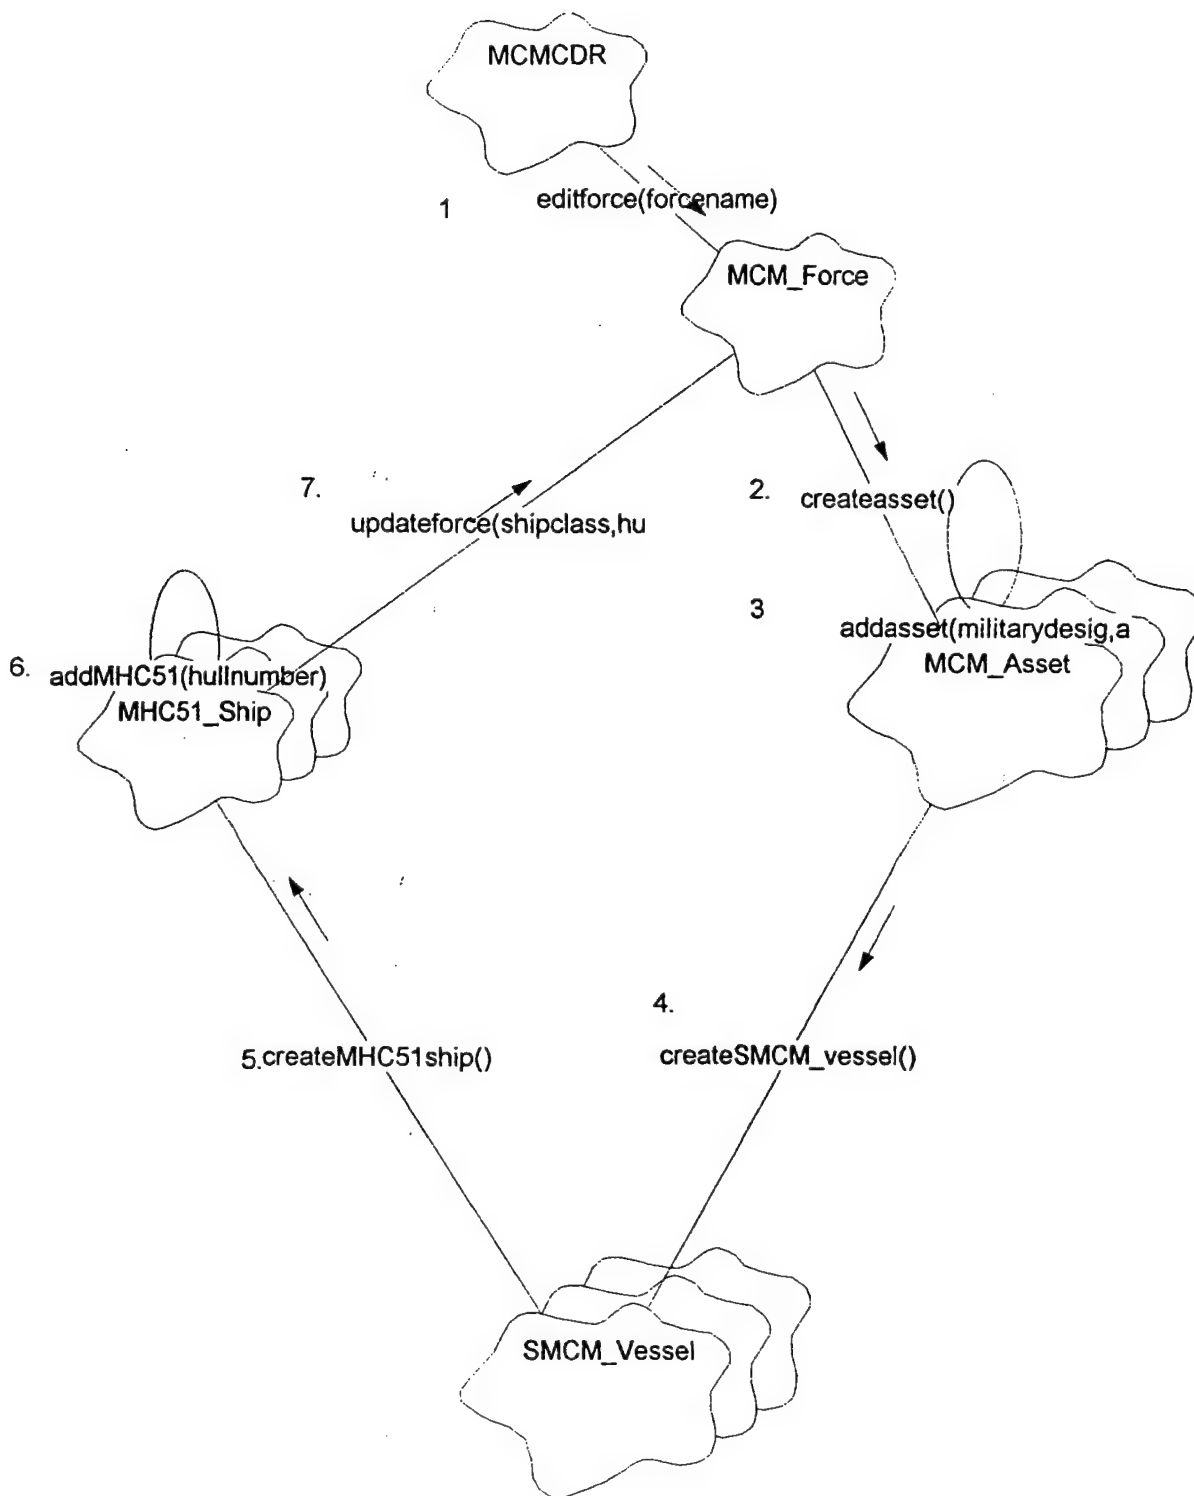 MCMCDR
1
editforce(forcename)
MCM_Force
7.
updateforce(shipclass,hu
2.
createasset()
3
addasset(militarydesig,a
MCM_Asset
6.
addMHC51(hullnumber)
MHC51_Ship
4.
createSMCM_vessel()
5.createMHC51ship()
SMCM_Vessel